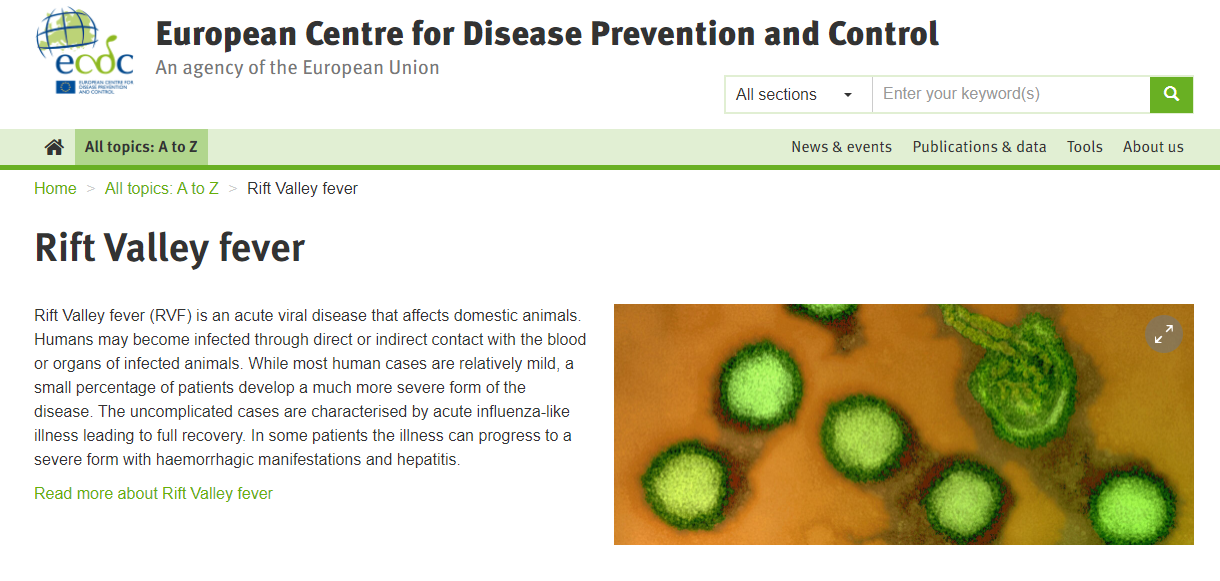 European Centre for Disease Prevention and Control
An agency of the European Union
ecdc
EUROPEAN CENTRE FOR
DISEASE PREVENTION
AND CONTROL
All sections
Enter your keyword(s)
All topics: A to Z
News & events
Publications & data
Tools
About us
Home > All topics: A to Z > Rift Valley fever
Rift Valley fever
Rift Valley fever (RVF) is an acute viral disease that affects domestic animals.
Humans may become infected through direct or indirect contact with the blood
or organs of infected animals. While most human cases are relatively mild, a
small percentage of patients develop a much more severe form of the
disease. The uncomplicated cases are characterised by acute influenza-like
illness leading to full recovery. In some patients the illness can progress to a
severe form with haemorrhagic manifestations and hepatitis.
Read more about Rift Valley fever